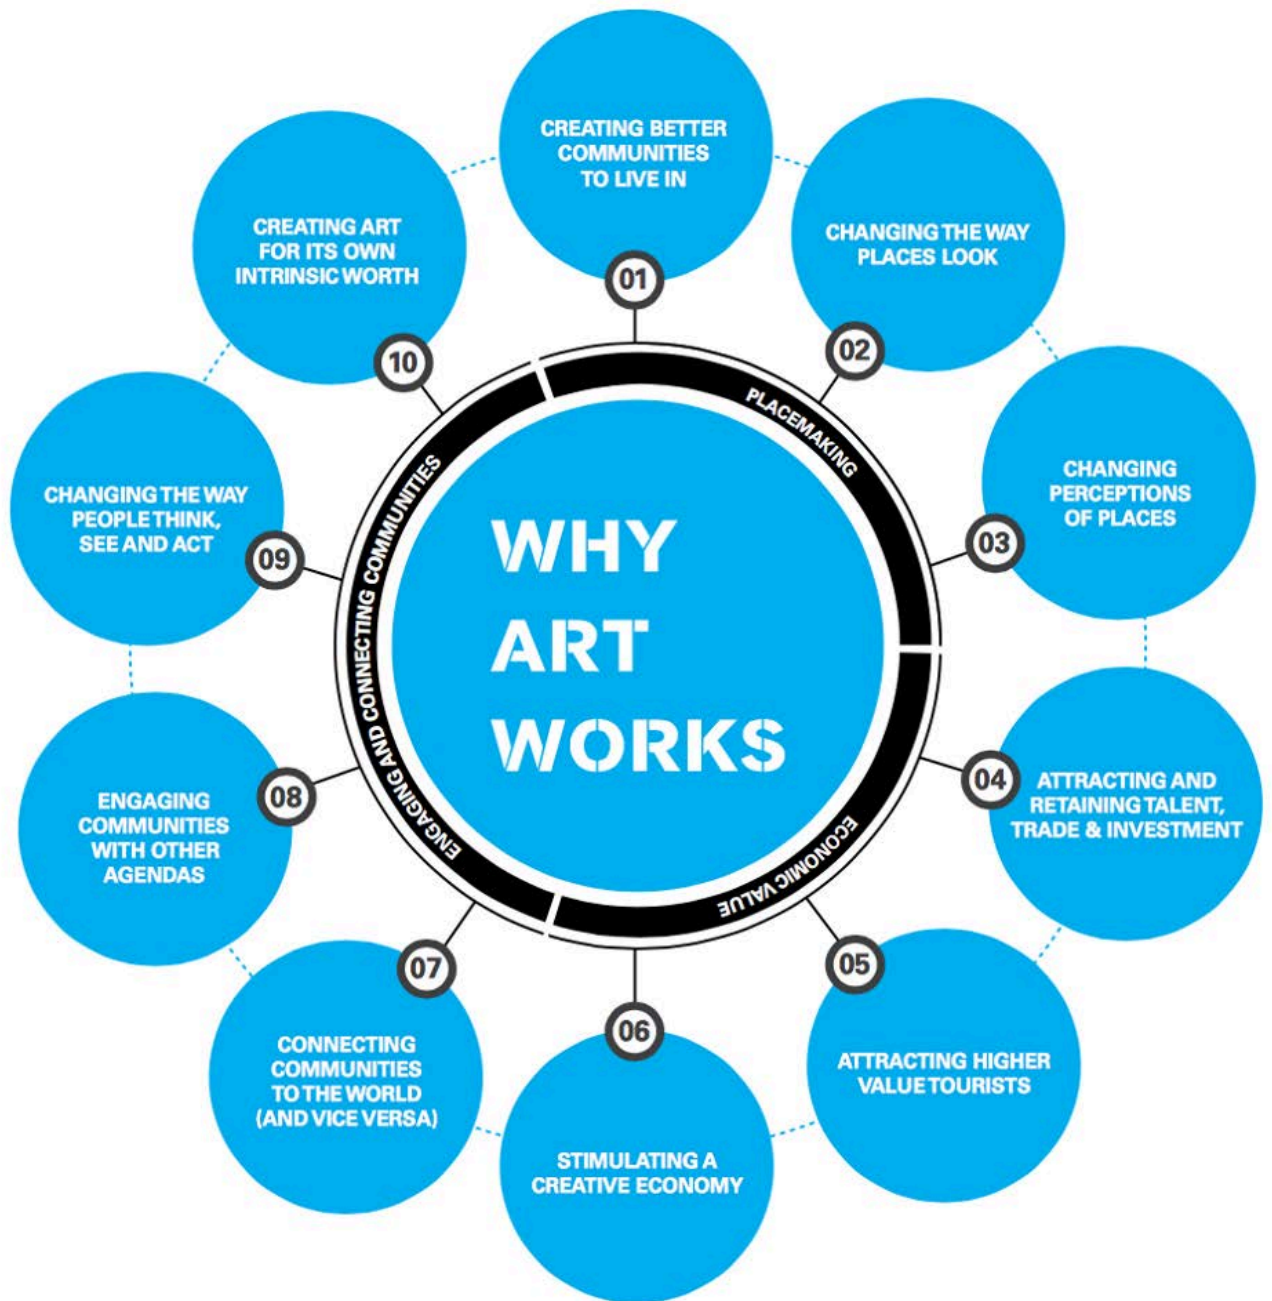 WHY
ART
WORKS
PLACEMAKING
ECONOMIC VALUE
ENGAGING AND CONNECTING COMMUNITIES
01
CREATING BETTER
COMMUNITIES
TO LIVE IN
02
CHANGING THE WAY
PLACES LOOK
03
CHANGING
PERCEPTIONS
OF PLACES
04
ATTRACTING AND
RETAINING TALENT,
TRADE & INVESTMENT
05
ATTRACTING HIGHER
VALUE TOURISTS
06
STIMULATING A
CREATIVE ECONOMY
07
CONNECTING
COMMUNITIES
TO THE WORLD
(AND VICE VERSA)
08
ENGAGING
COMMUNITIES
WITH OTHER
AGENDAS
09
CHANGING THE WAY
PEOPLE THINK,
SEE AND ACT
10
CREATING ART
FOR ITS OWN
INTRINSIC WORTH